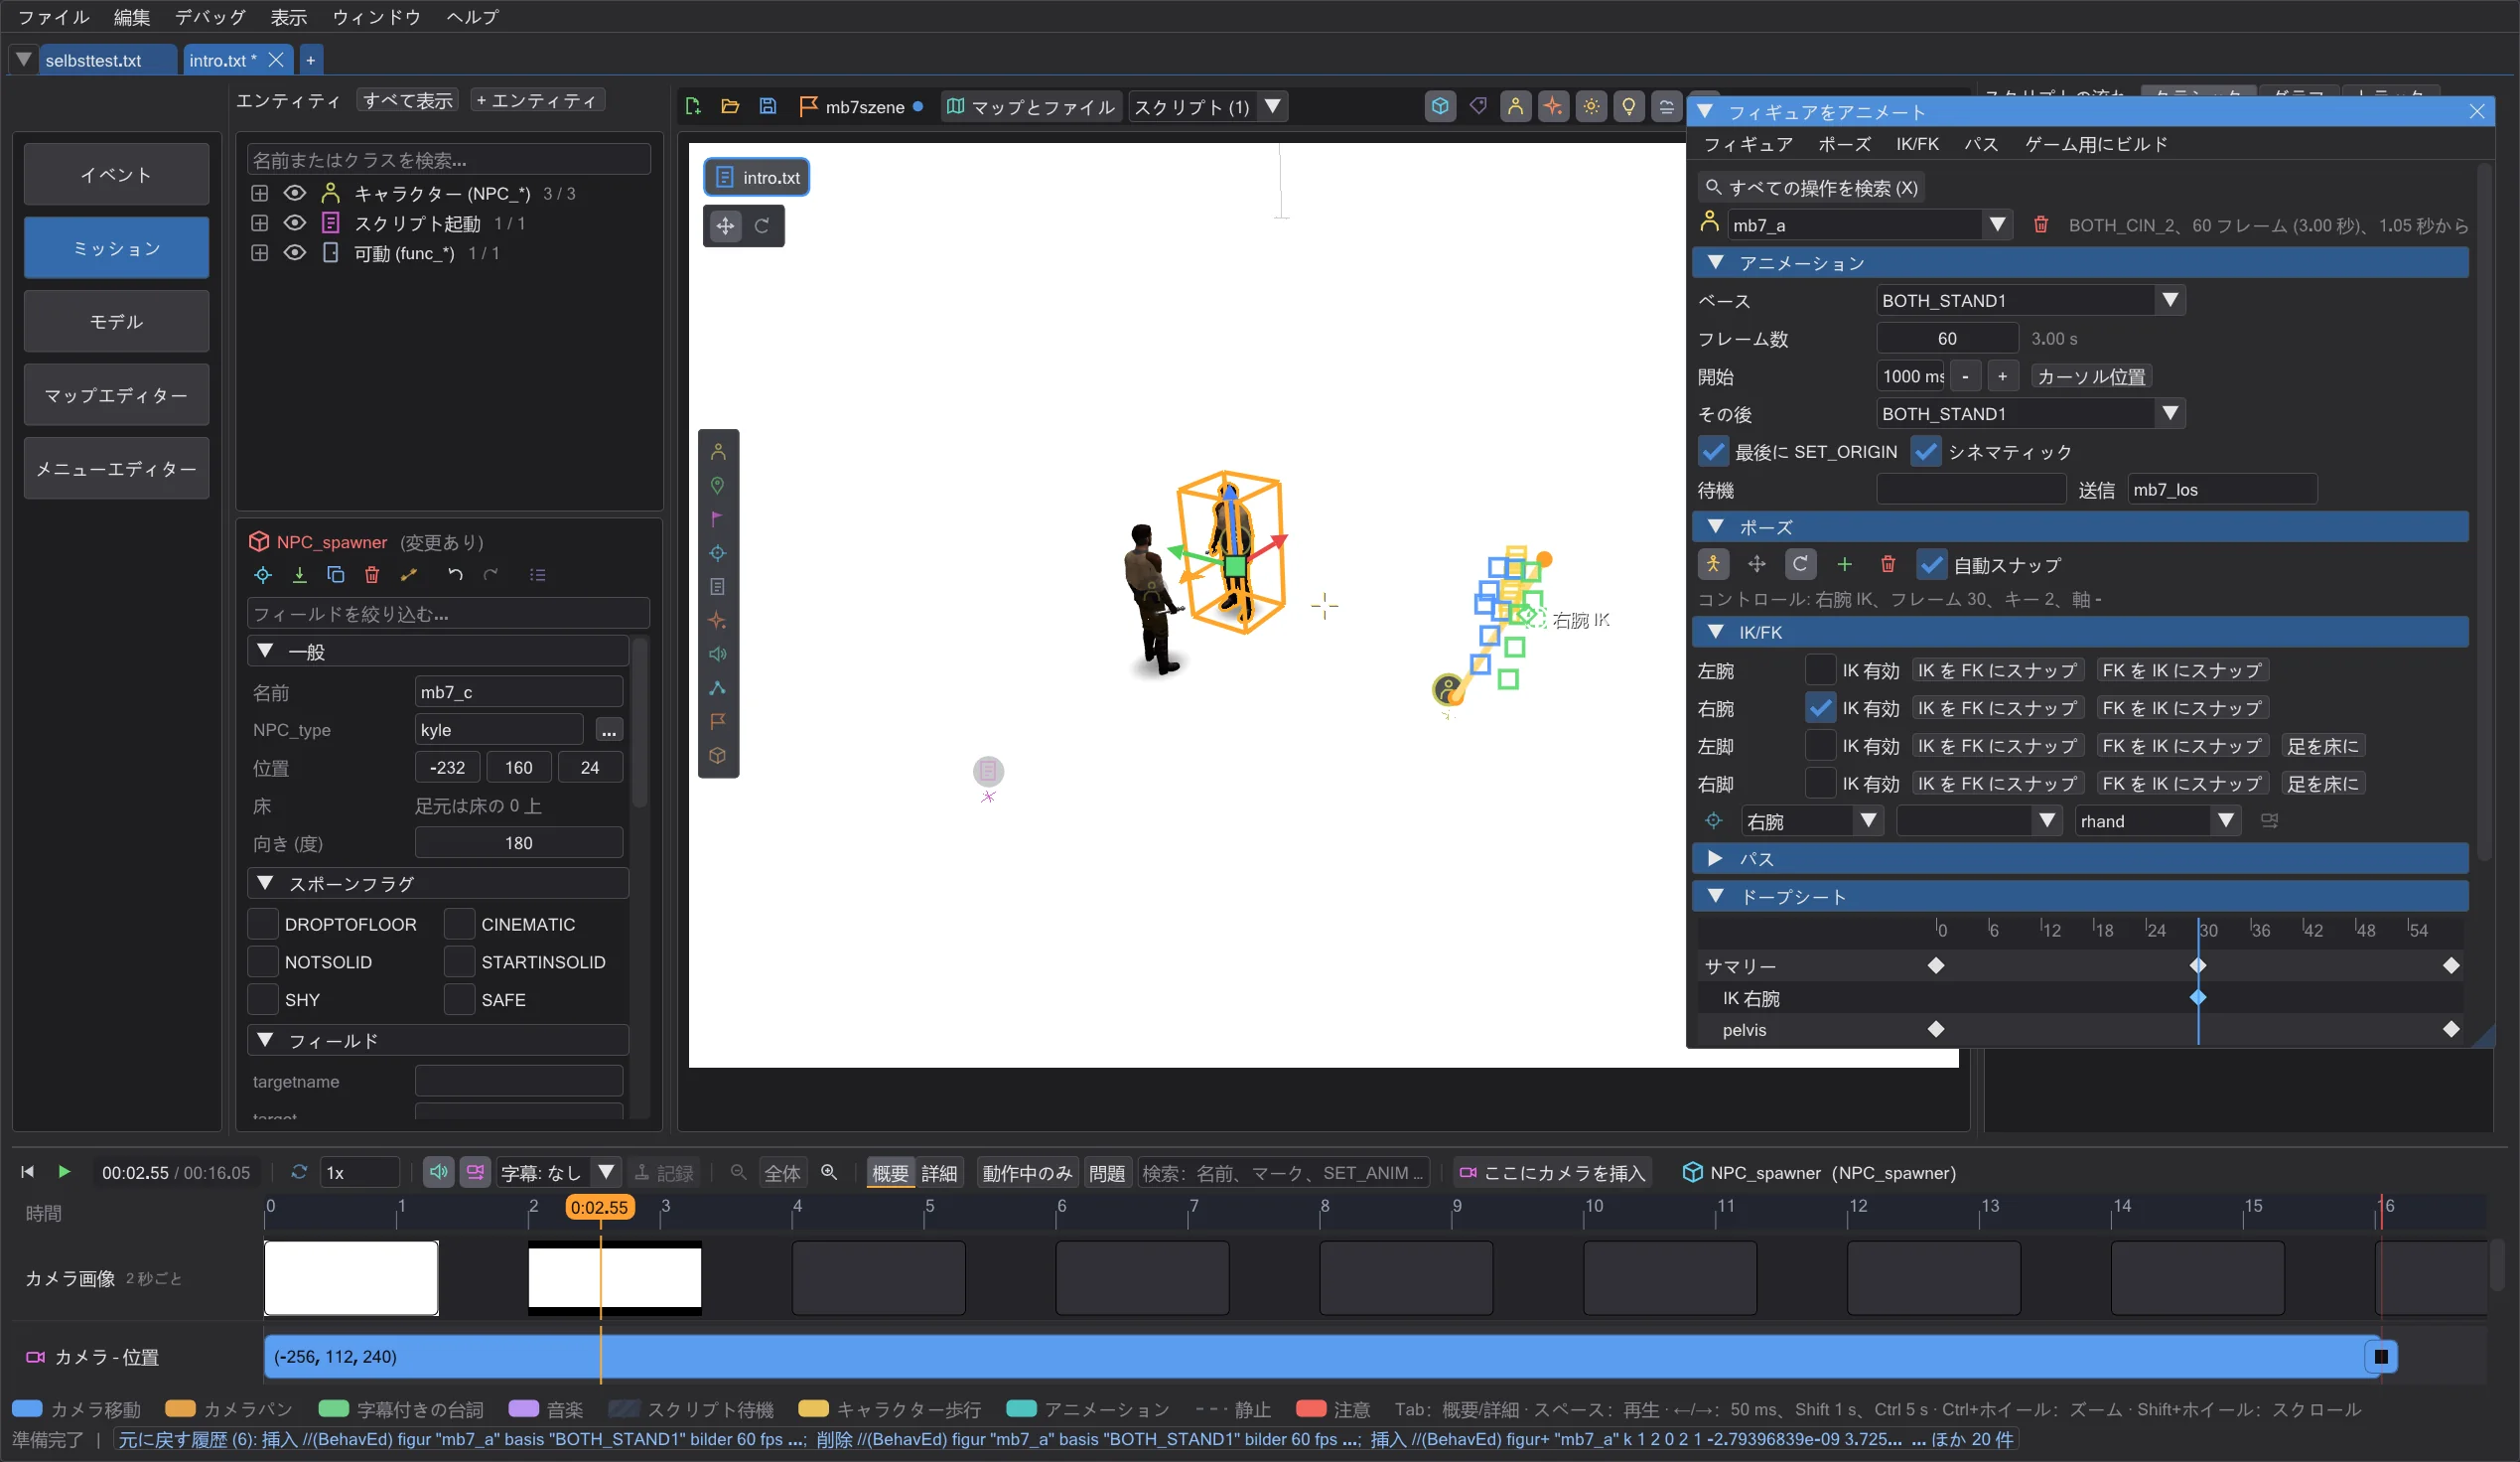 ファイル 編集 デバッグ 表示 ウィンドウ ヘルプ
selbsttest.txt intro.txt * +
エンティティ すべて表示 + エンティティ
mb7szene マップとファイル スクリプト (1)
イベント
ミッション
モデル
マップエディター
メニューエディター
名前またはクラスを検索...
キャラクター (NPC_*) 3 / 3
スクリプト起動 1 / 1
可動 (func_*) 1 / 1
NPC_spawner (変更あり)
フィールドを絞り込む...
一般
名前 mb7_c
NPC_type kyle ...
位置 -232 160 24
床 足元は床の 0 上
向き (度) 180
スポーンフラグ
DROPTOFLOOR CINEMATIC
NOTSOLID STARTINSOLID
SHY SAFE
フィールド
targetname
intro.txt
右腕 IK
フィギュアをアニメート
フィギュア ポーズ IK/FK パス ゲーム用にビルド
すべての操作を検索 (X)
mb7_a BOTH_CIN_2、60 フレーム (3.00 秒)、1.05 秒から
アニメーション
ベース BOTH_STAND1
フレーム数 60 3.00 s
開始 1000 ms - + カーソル位置
その後 BOTH_STAND1
最後に SET_ORIGIN シネマティック
待機 送信 mb7_los
ポーズ
自動スナップ
コントロール: 右腕 IK、フレーム 30、キー 2、軸 -
IK/FK
左腕 IK 有効 IK を FK にスナップ FK を IK にスナップ
右腕 IK 有効 IK を FK にスナップ FK を IK にスナップ
左脚 IK 有効 IK を FK にスナップ FK を IK にスナップ 足を床に
右脚 IK 有効 IK を FK にスナップ FK を IK にスナップ 足を床に
右腕 rhand
パス
ドープシート
0 6 12 18 24 30 36 42 48 54
サマリー
IK 右腕
pelvis
00:02.55 / 00:16.05 1x 字幕: なし 記録 全体 概要 詳細 動作中のみ 問題 検索: 名前、マーク、SET_ANIM ... ここにカメラを挿入 NPC_spawner (NPC_spawner)
時間 0 1 2 0:02.55 3 4 5 6 7 8 9 10 11 12 13 14 15 16
カメラ画像 2 秒ごと
カメラ - 位置 (-256, 112, 240)
カメラ移動 カメラパン 字幕付きの台詞 音楽 スクリプト待機 キャラクター歩行 アニメーション 静止 注意 Tab: 概要/詳細 · スペース: 再生 · ←/→: 50 ms、Shift 1 s、Ctrl 5 s · Ctrl+ホイール: ズーム · Shift+ホイール: スクロール
準備完了 | 元に戻す履歴 (6): 挿入 //(BehavEd) figur "mb7_a" basis "BOTH_STAND1" bilder 60 fps ...; 削除 //(BehavEd) figur "mb7_a" basis "BOTH_STAND1" bilder 60 fps ...; 挿入 //(BehavEd) figur+ "mb7_a" k 1 2 0 2 1 -2.79396839e-09 3.725... ... ほか 20 件